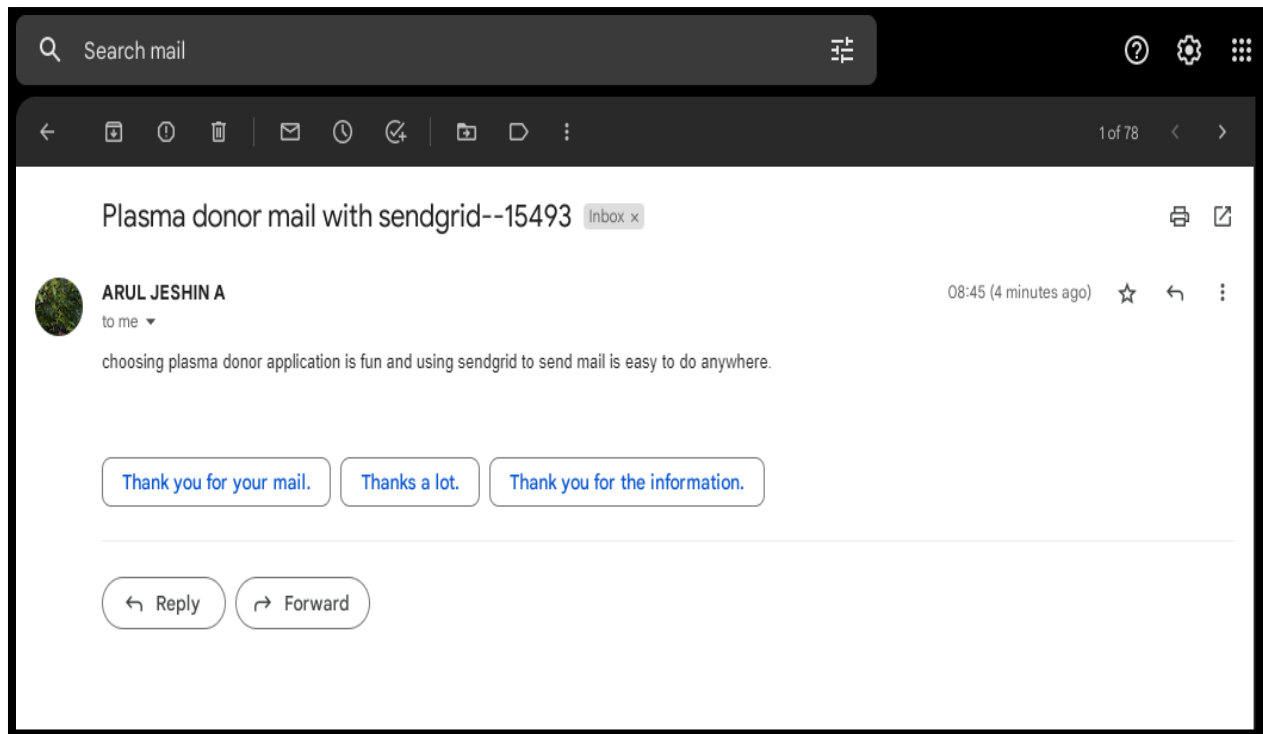 Search mail
1 of 78
Plasma donor mail with sendgrid--15493 Inbox x
ARUL JESHIN A 08:45 (4 minutes ago)
to me
choosing plasma donor application is fun and using sendgrid to send mail is easy to do anywhere.
Thank you for your mail. Thanks a lot. Thank you for the information.
Reply Forward